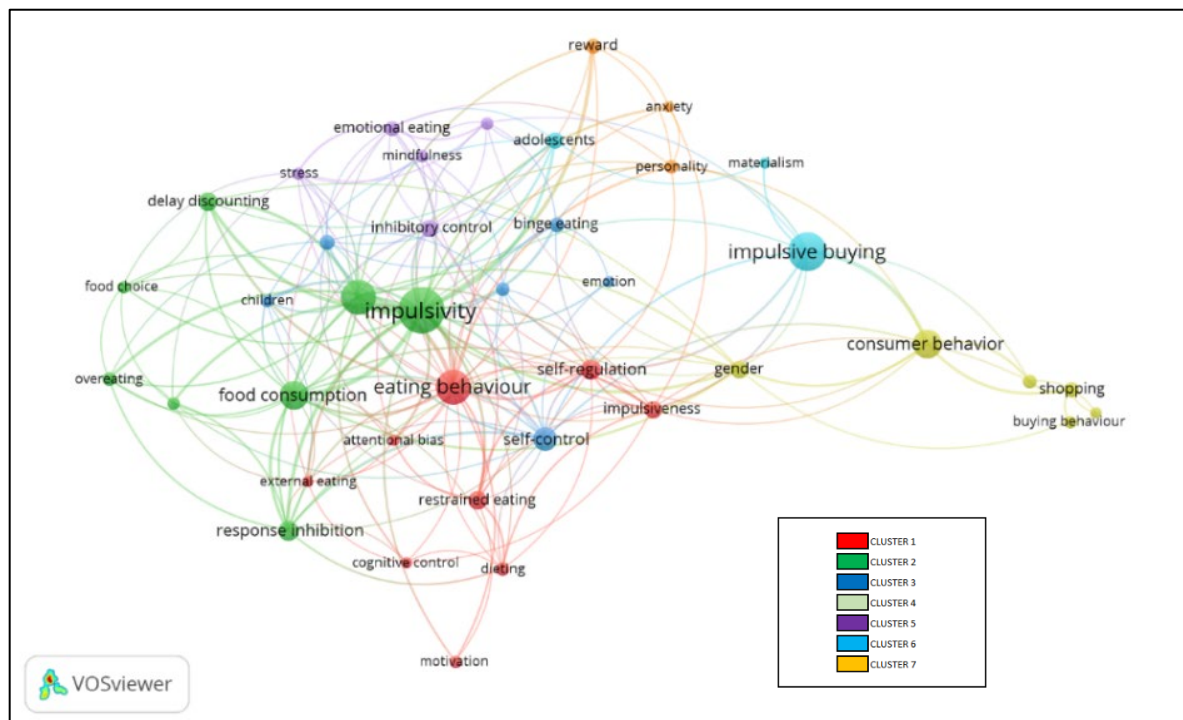 reward
anxiety
emotional eating
adolescents
mindfulness
materialism
personality
stress
delay discounting
inhibitory control
binge eating
impulsive buying
emotion
food choice
children
impulsivity
consumer behavior
self-regulation
gender
overeating
eating behaviour
shopping
food consumption
impulsiveness
buying behaviour
attentional bias
self-control
external eating
restrained eating
response inhibition
cognitive control
dieting
motivation
CLUSTER 1
CLUSTER 2
CLUSTER 3
CLUSTER 4
CLUSTER 5
CLUSTER 6
CLUSTER 7
VOSviewer